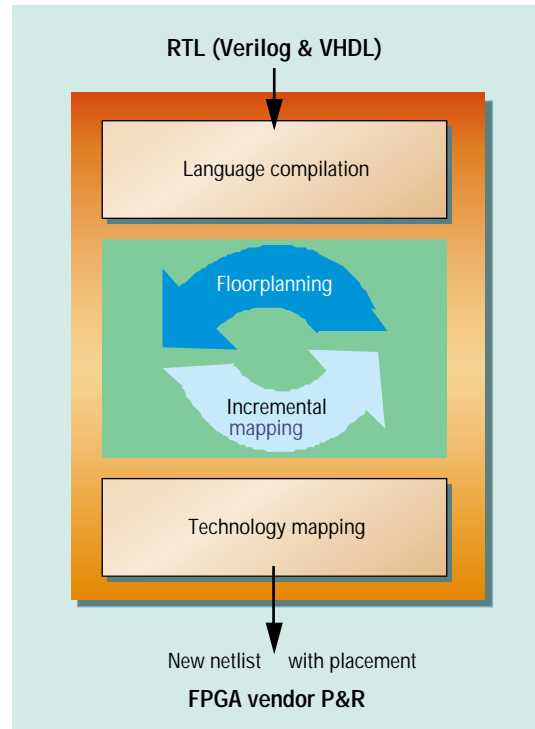 RTL (Verilog & VHDL)
Language compilation
Floorplanning
Incremental
mapping
Technology mapping
New netlist with placement
FPGA vendor P&R